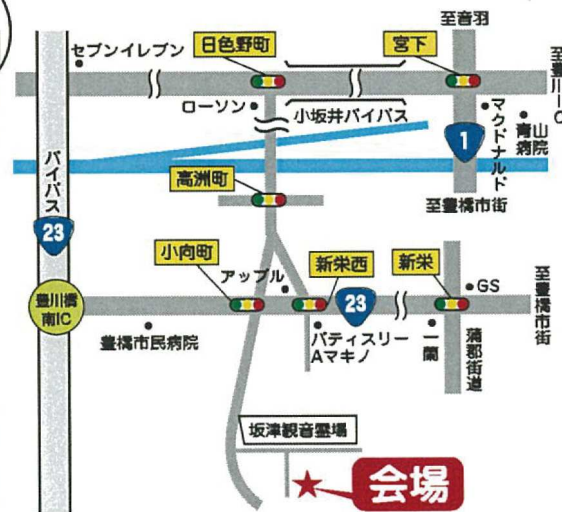 至音羽
セブンイレブン
日色野町
宮下
至豊川IC
ローソン
小坂井バイパス
マクドナルド
青山
病院
1
バイパス
高洲町
至豊橋市街
23
小向町
アップル
新栄西
新栄
GS
至豊橋市街
豊川橋
南IC
23
豊橋市民病院
パティスリー
Aマキノ
一蘭
蒲郡街道
坂津観音霊場
会場